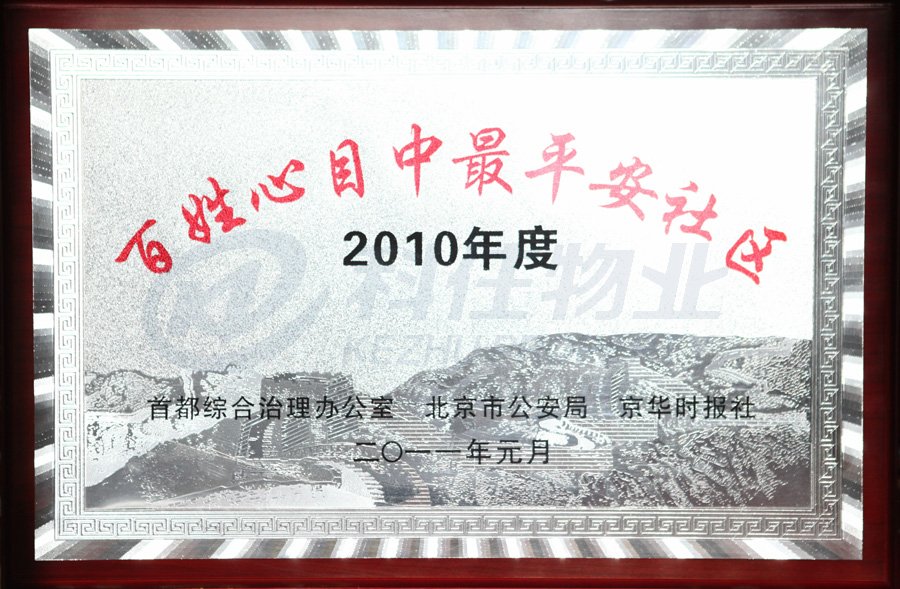 百姓心目中最平安社区
2010年度
科住物业
首都综合治理办公室 北京市公安局 京华时报社
二〇一一年元月